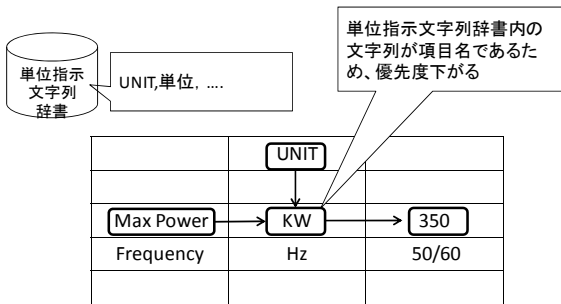 単位指示
文字列
辞書
UNIT,単位, ....
単位指示文字列辞書内の
文字列が項目名であるた
め、優先度下がる
UNIT
Max Power KW 350
Frequency Hz 50/60